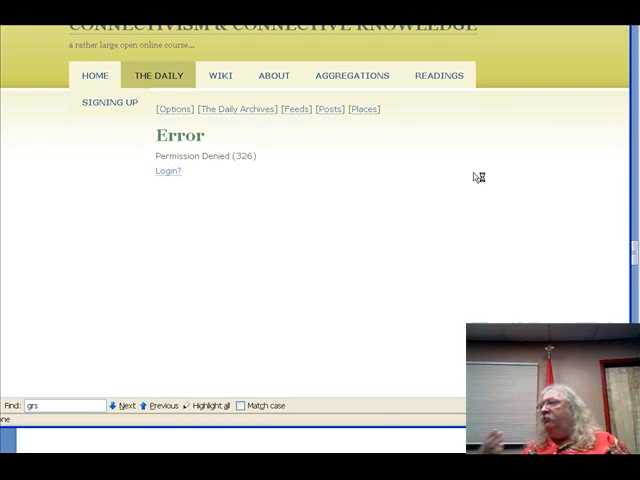 CONNECTIVISM & CONNECTIVE KNOWLEDGE
a rather large open online course...
HOME THE DAILY WIKI ABOUT AGGREGATIONS READINGS
SIGNING UP
[Options] [The Daily Archives] [Feeds] [Posts] [Places]
Error
Permission Denied (326)
Login?
Find: grs Next Previous Highlight all Match case
one